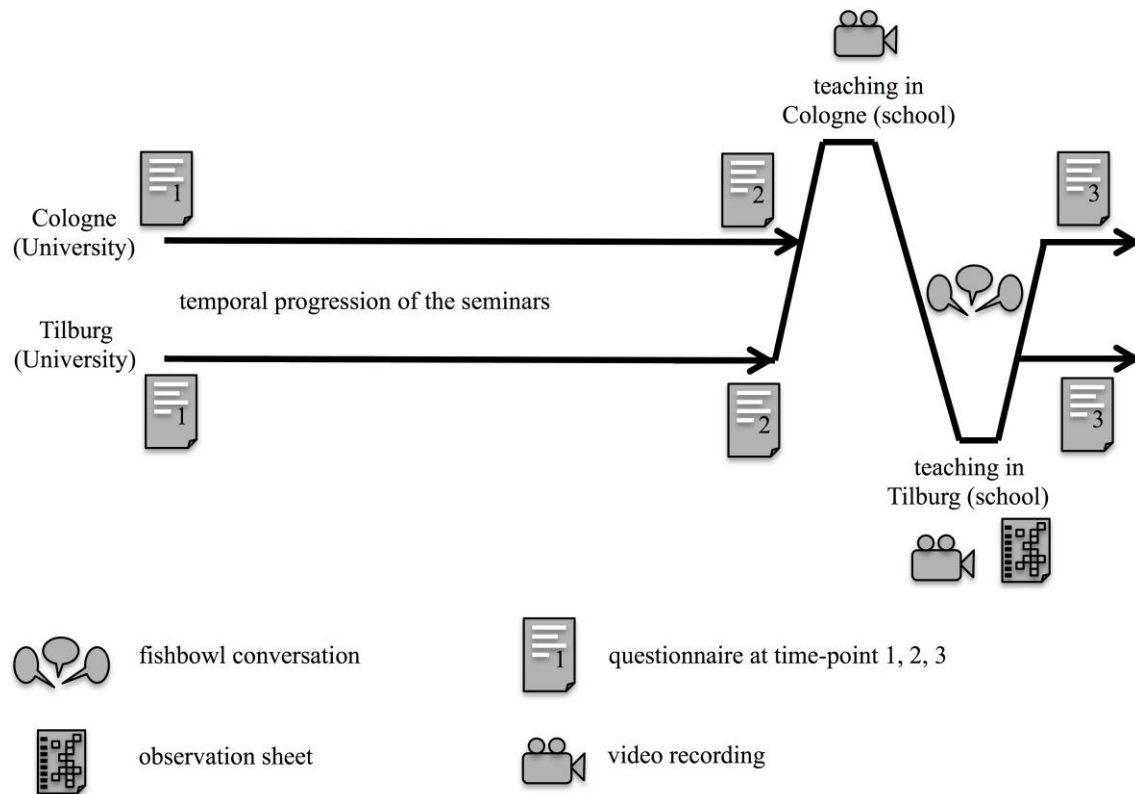 teaching in
Cologne (school)
1
2
3
Cologne
(University)
temporal progression of the seminars
Tilburg
(University)
1
2
3
teaching in
Tilburg (school)
fishbowl conversation
1
questionnaire at time-point 1, 2, 3
observation sheet
video recording